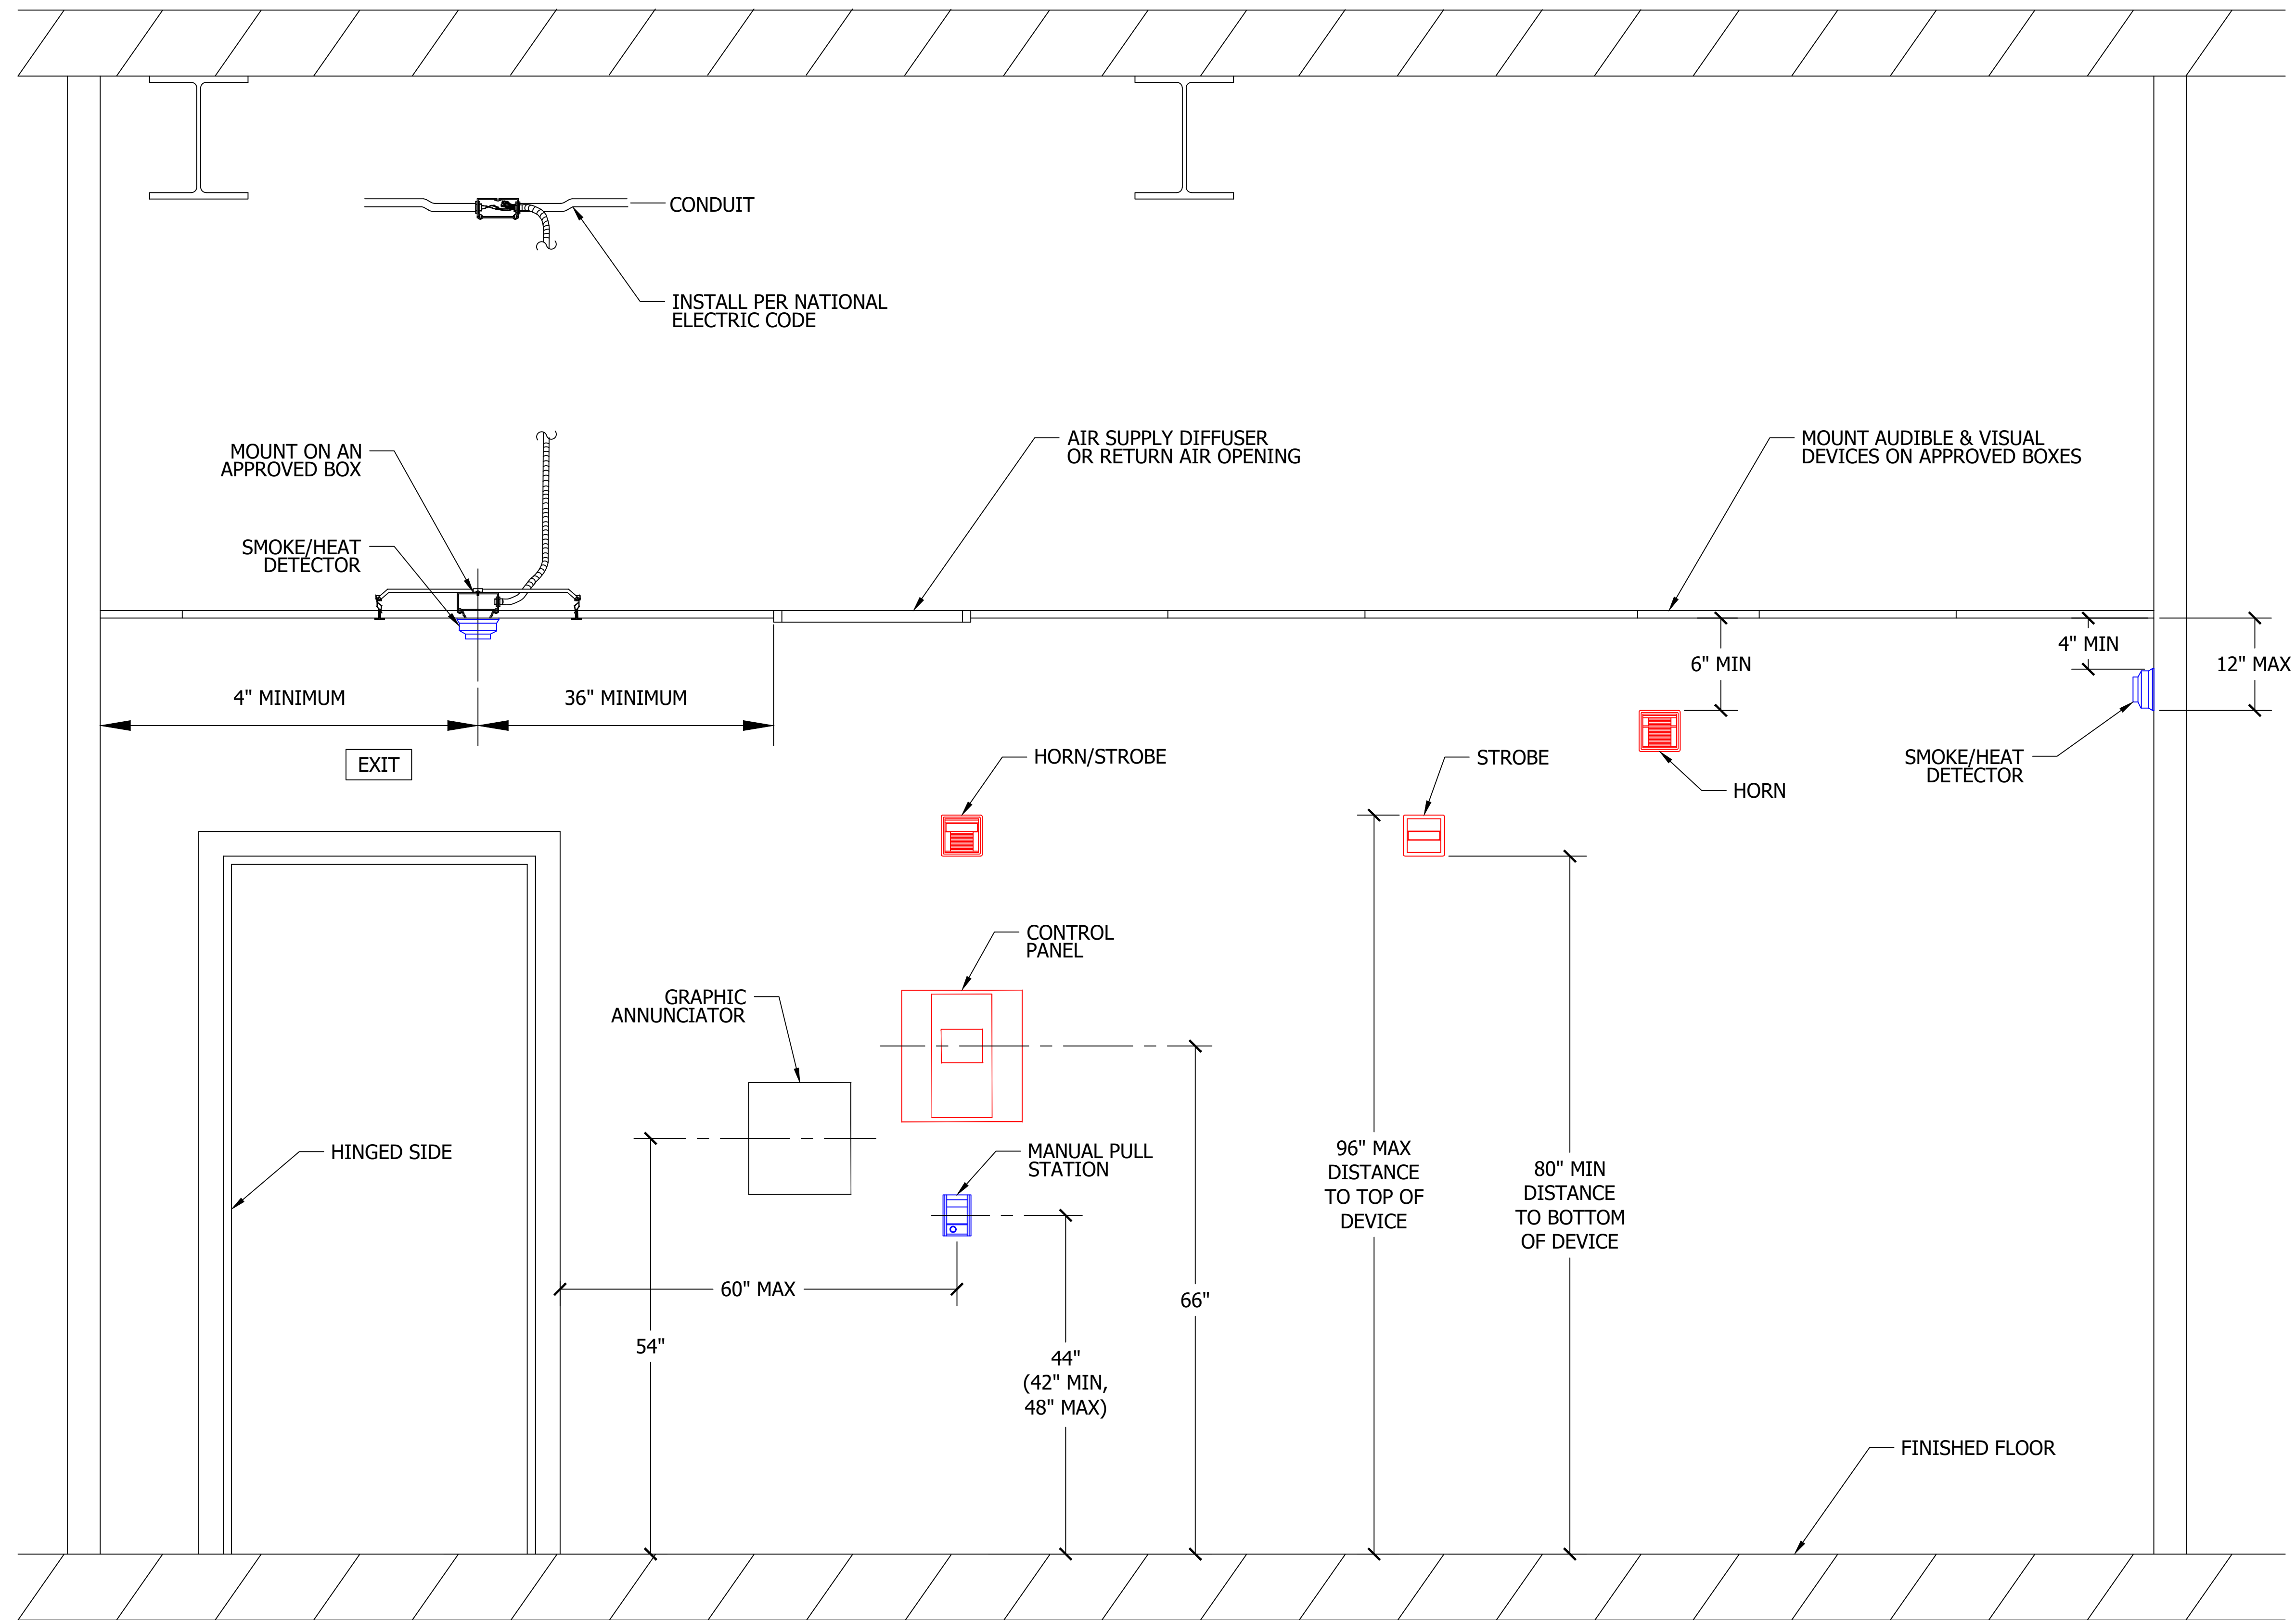 CONDUIT
INSTALL PER NATIONAL
ELECTRIC CODE
MOUNT ON AN
APPROVED BOX
AIR SUPPLY DIFFUSER
OR RETURN AIR OPENING
MOUNT AUDIBLE & VISUAL
DEVICES ON APPROVED BOXES
SMOKE/HEAT
DETECTOR
4" MINIMUM
36" MINIMUM
6" MIN
4" MIN
12" MAX
EXIT
HORN/STROBE
STROBE
HORN
SMOKE/HEAT
DETECTOR
CONTROL
PANEL
GRAPHIC
ANNUNCIATOR
HINGED SIDE
MANUAL PULL
STATION
96" MAX
DISTANCE
TO TOP OF
DEVICE
80" MIN
DISTANCE
TO BOTTOM
OF DEVICE
60" MAX
66"
54"
44"
(42" MIN,
48" MAX)
FINISHED FLOOR